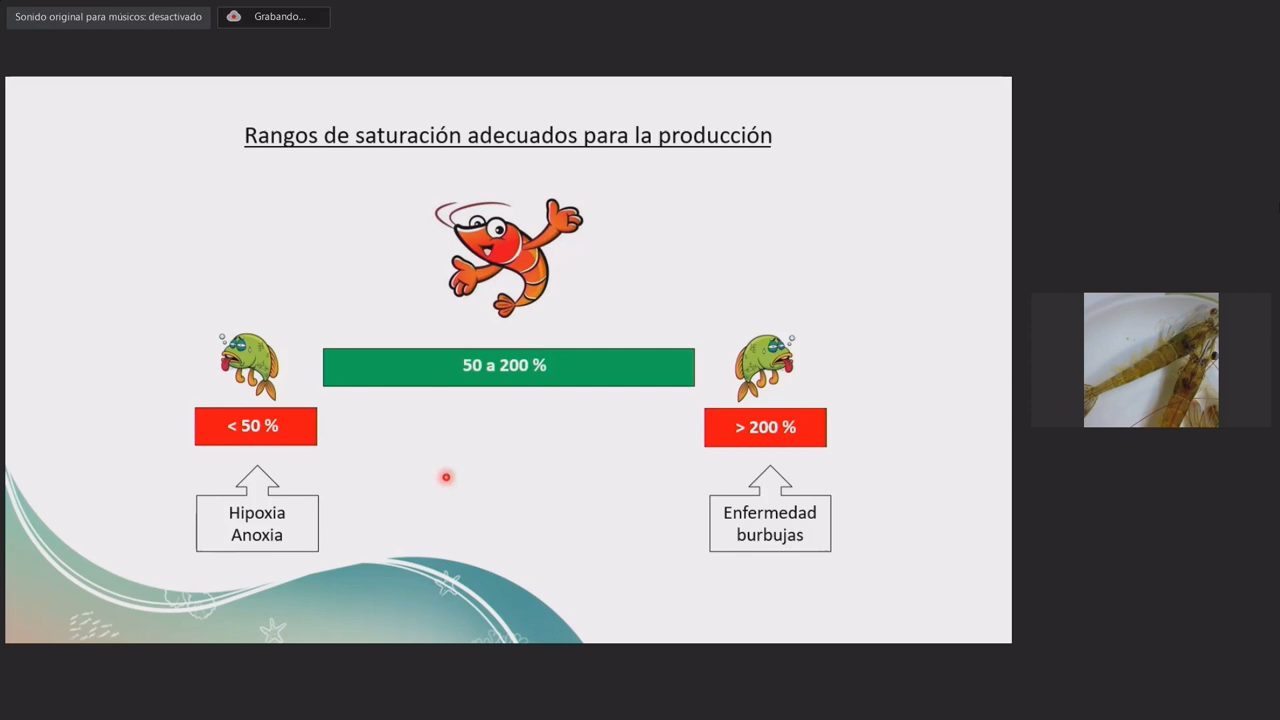 Sonido original para músicos: desactivado
Grabando...
Rangos de saturación adecuados para la producción
50 a 200 %
< 50 %
> 200 %
Hipoxia
Anoxia
Enfermedad
burbujas